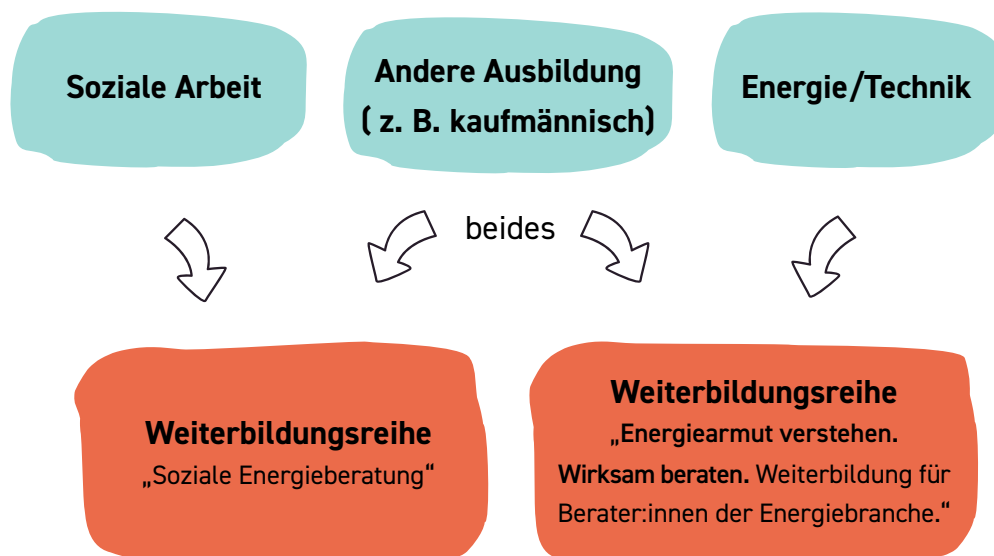 Soziale Arbeit
Andere Ausbildung
( z. B. kaufmännisch)
Energie/Technik
beides
Weiterbildungsreihe
„Soziale Energieberatung“
Weiterbildungsreihe
„Energiearmut verstehen.
Wirksam beraten. Weiterbildung für
Berater:innen der Energiebranche.“